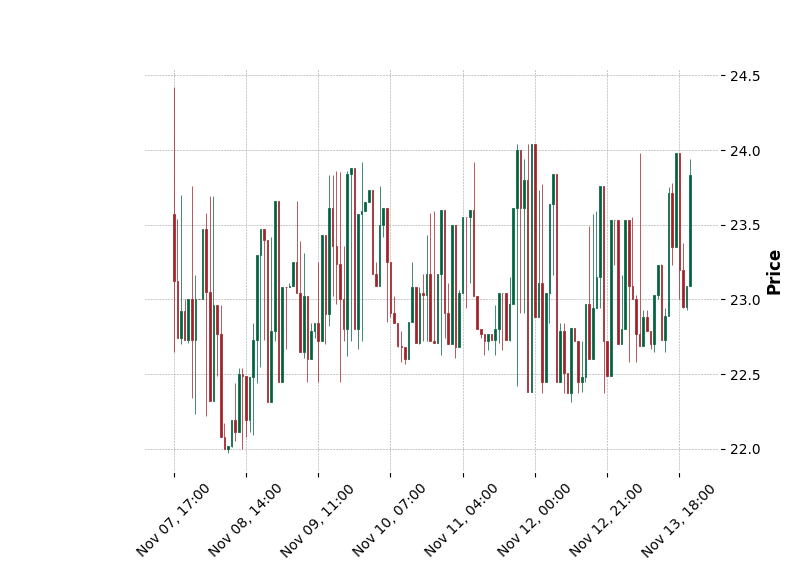 24.5
24.0
23.5
23.0
22.5
22.0
Price
Nov 07, 17:00
Nov 08, 14:00
Nov 09, 11:00
Nov 10, 07:00
Nov 11, 04:00
Nov 12, 00:00
Nov 12, 21:00
Nov 13, 18:00